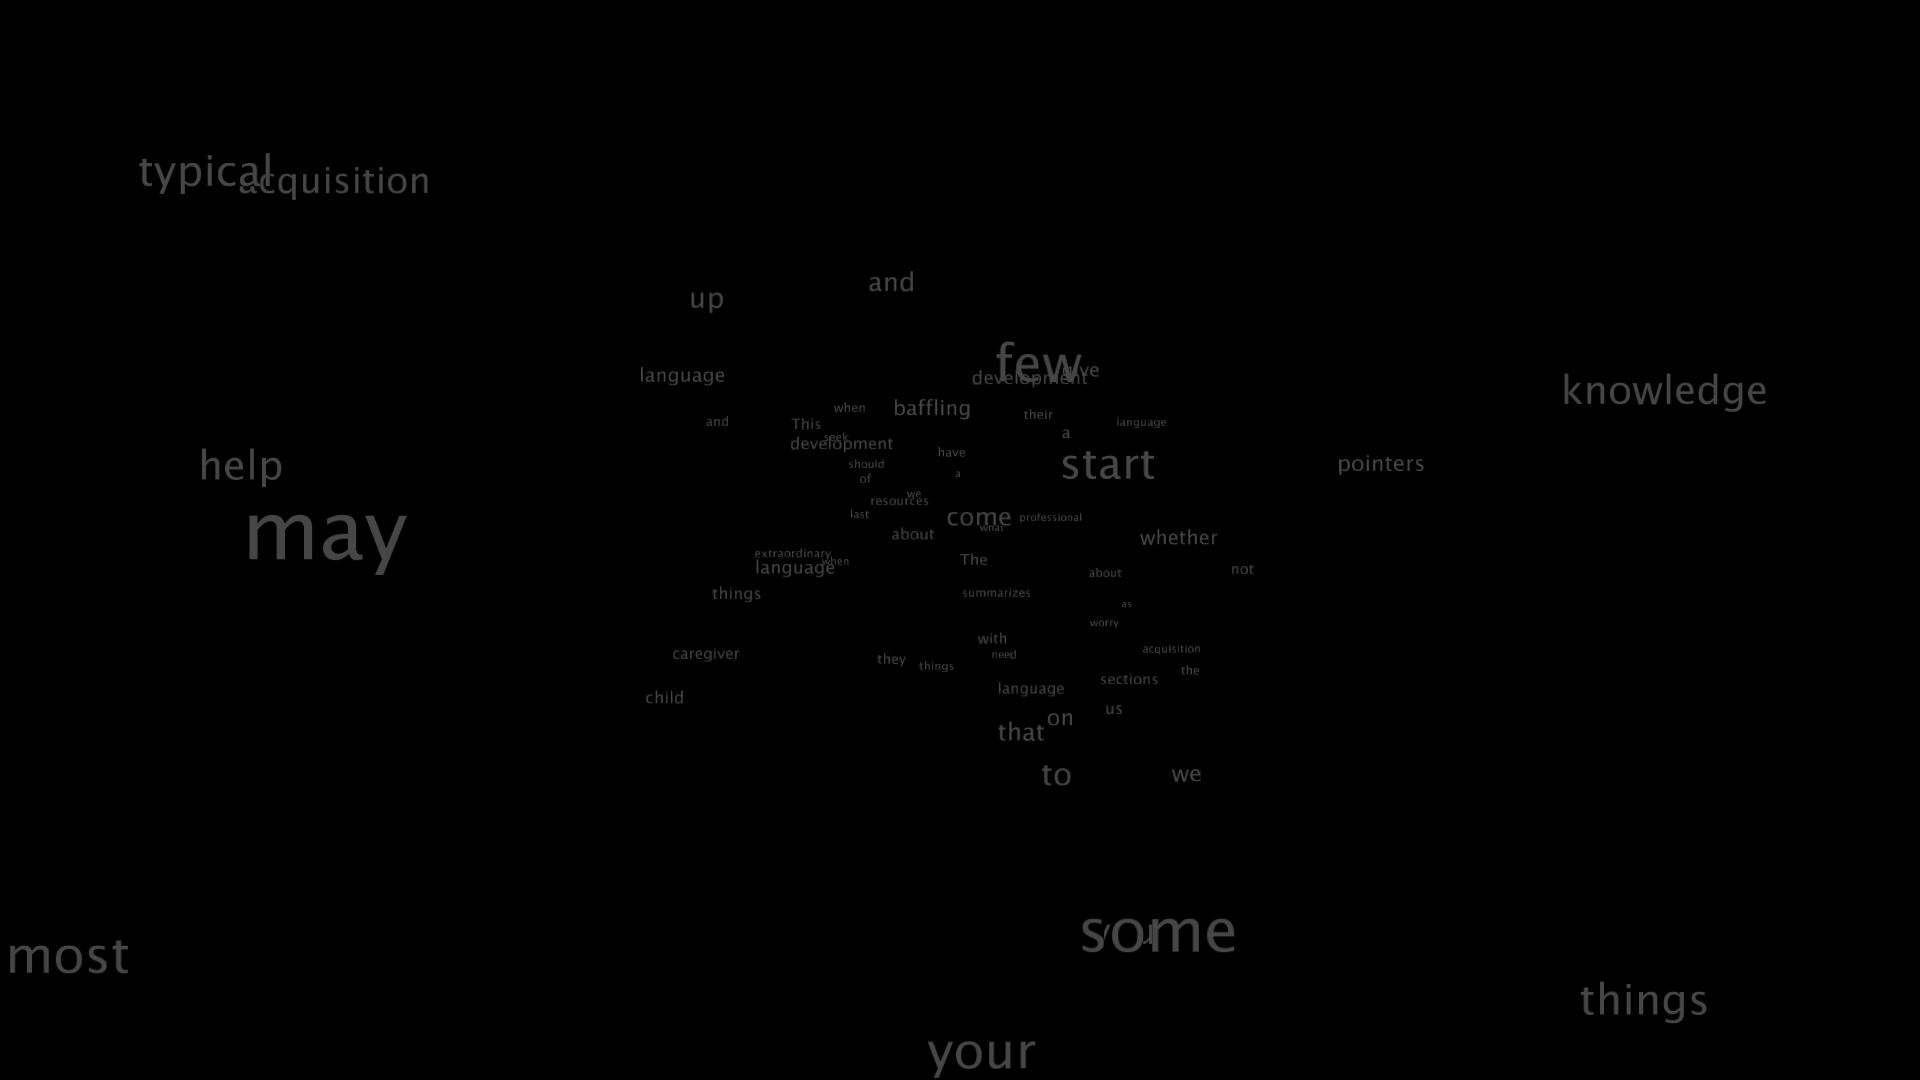 typical
acquisition
and
up
few
give
development
language
knowledge
when
baffling
their
and
This
language
a
seek
development
have
help
should
start
pointers
a
of
we
resources
last
come
professional
what
may
about
whether
extraordinary
The
when
language
not
about
things
summarizes
as
worry
with
acquisition
caregiver
need
they
things
the
sections
language
child
us
on
that
to
we
some
most
things
your